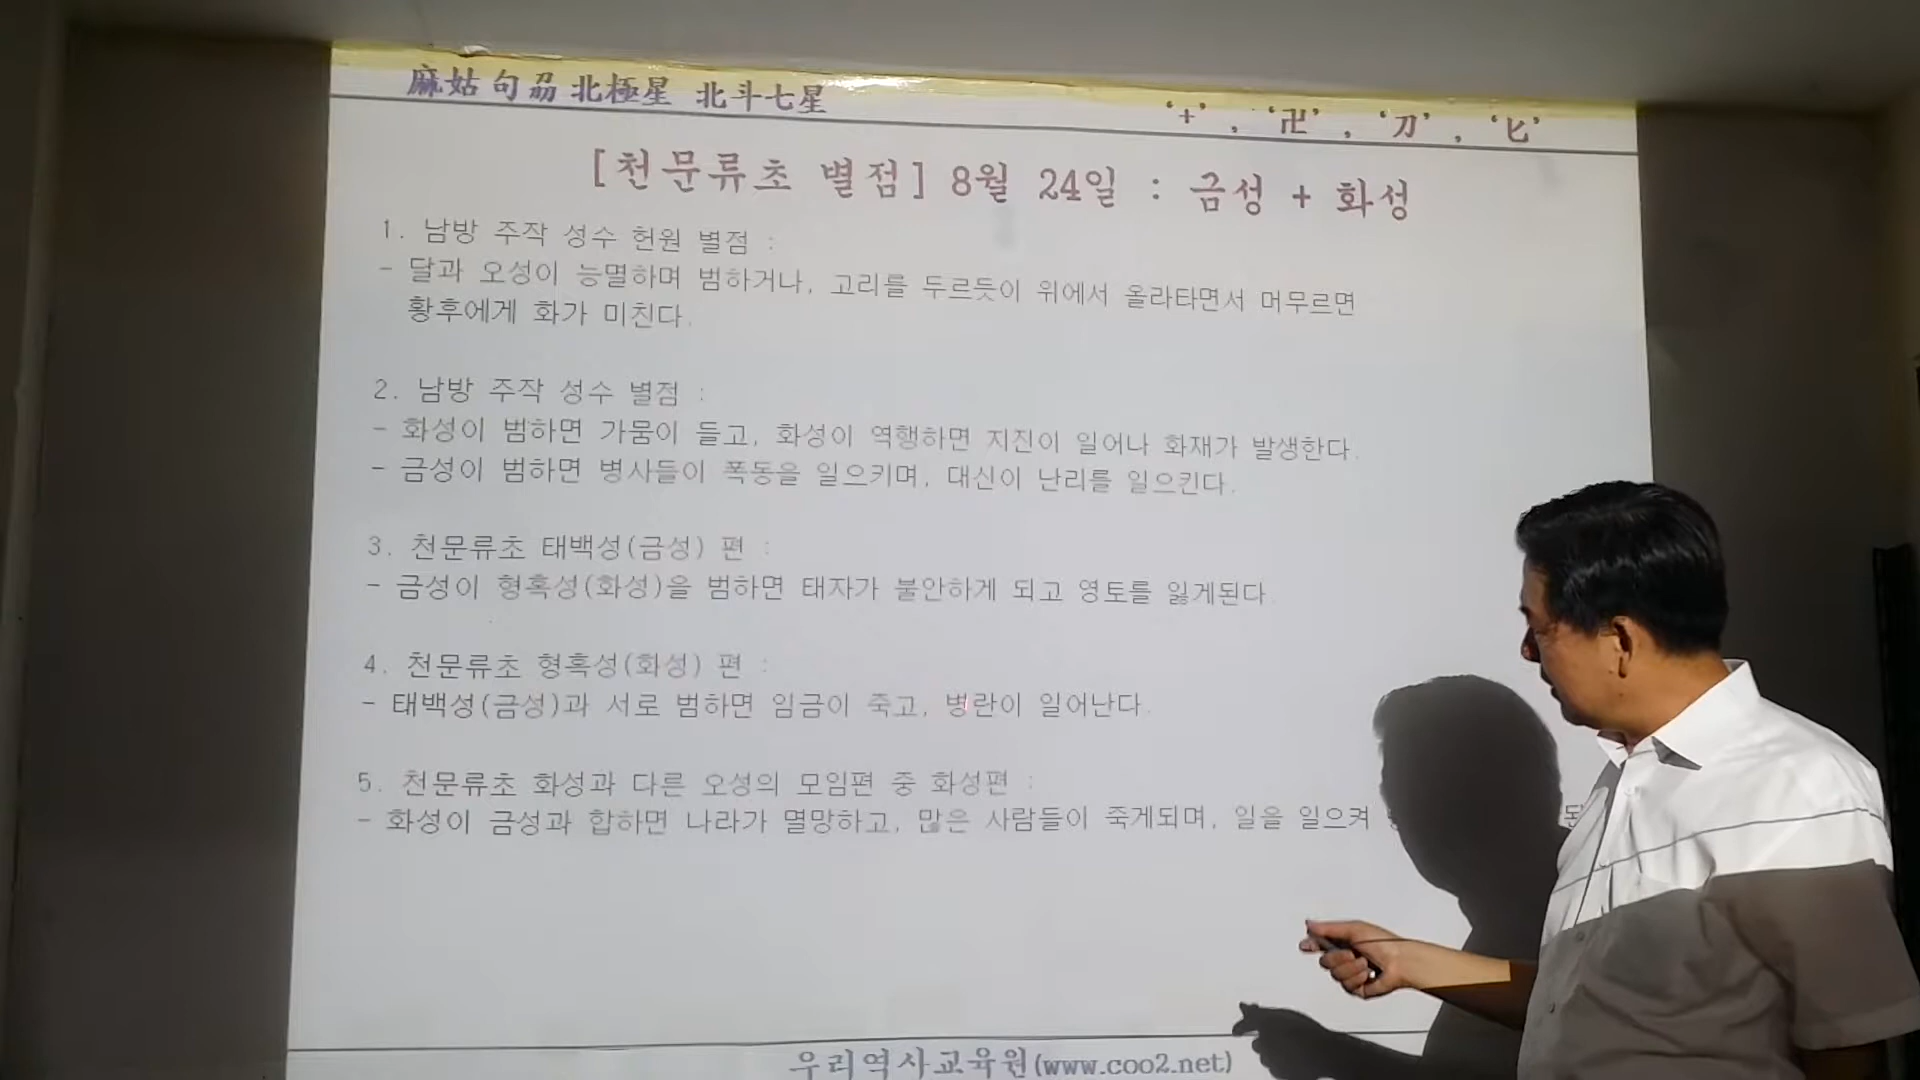 麻姑 句茘 北極星 北斗七星
'+', '卍', '刀', '匕'
[천문류초 별점] 8월 24일 : 금성 + 화성
1. 남방 주작 성수 헌원 별점 :
- 달과 오성이 능멸하며 범하거나, 고리를 두르듯이 위에서 올라타면서 머무르면
황후에게 화가 미친다.
2. 남방 주작 성수 별점 :
- 화성이 범하면 가뭄이 들고, 화성이 역행하면 지진이 일어나 화재가 발생한다.
- 금성이 범하면 병사들이 폭동을 일으키며, 대신이 난리를 일으킨다.
3. 천문류초 태백성(금성) 편 :
- 금성이 형혹성(화성)을 범하면 태자가 불안하게 되고 영토를 잃게된다.
4. 천문류초 형혹성(화성) 편 :
- 태백성(금성)과 서로 범하면 임금이 죽고, 병란이 일어난다.
5. 천문류초 화성과 다른 오성의 모임편 중 화성편 :
- 화성이 금성과 합하면 나라가 멸망하고, 많은 사람들이 죽게되며, 일을 일으켜
우리역사교육원(www.coo2.net)